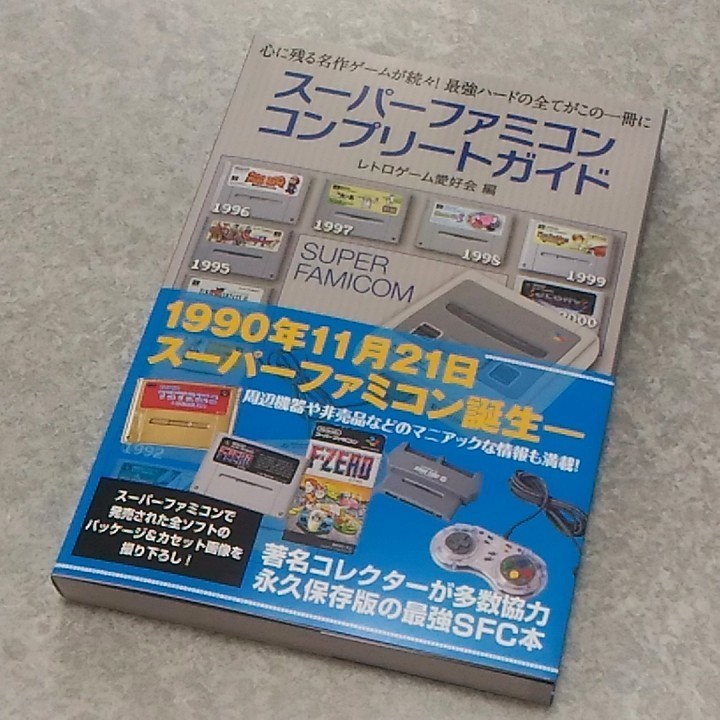 心に残る名作ゲームが続々！最強ハードの全てがこの一冊に
スーパーファミコン
コンプリートガイド
レトロゲーム愛好会 編
1996
1997
1998
1999
1995
2000
SUPER
FAMICOM
1990年11月21日
スーパーファミコン誕生―
周辺機器や非売品などのマニアックな情報も満載！
1992
F-ZERO
スーパーファミコンで
発売された全ソフトの
パッケージ&カセット画像を
撮り下ろし！
著名コレクターが多数協力
永久保存版の最強SFC本